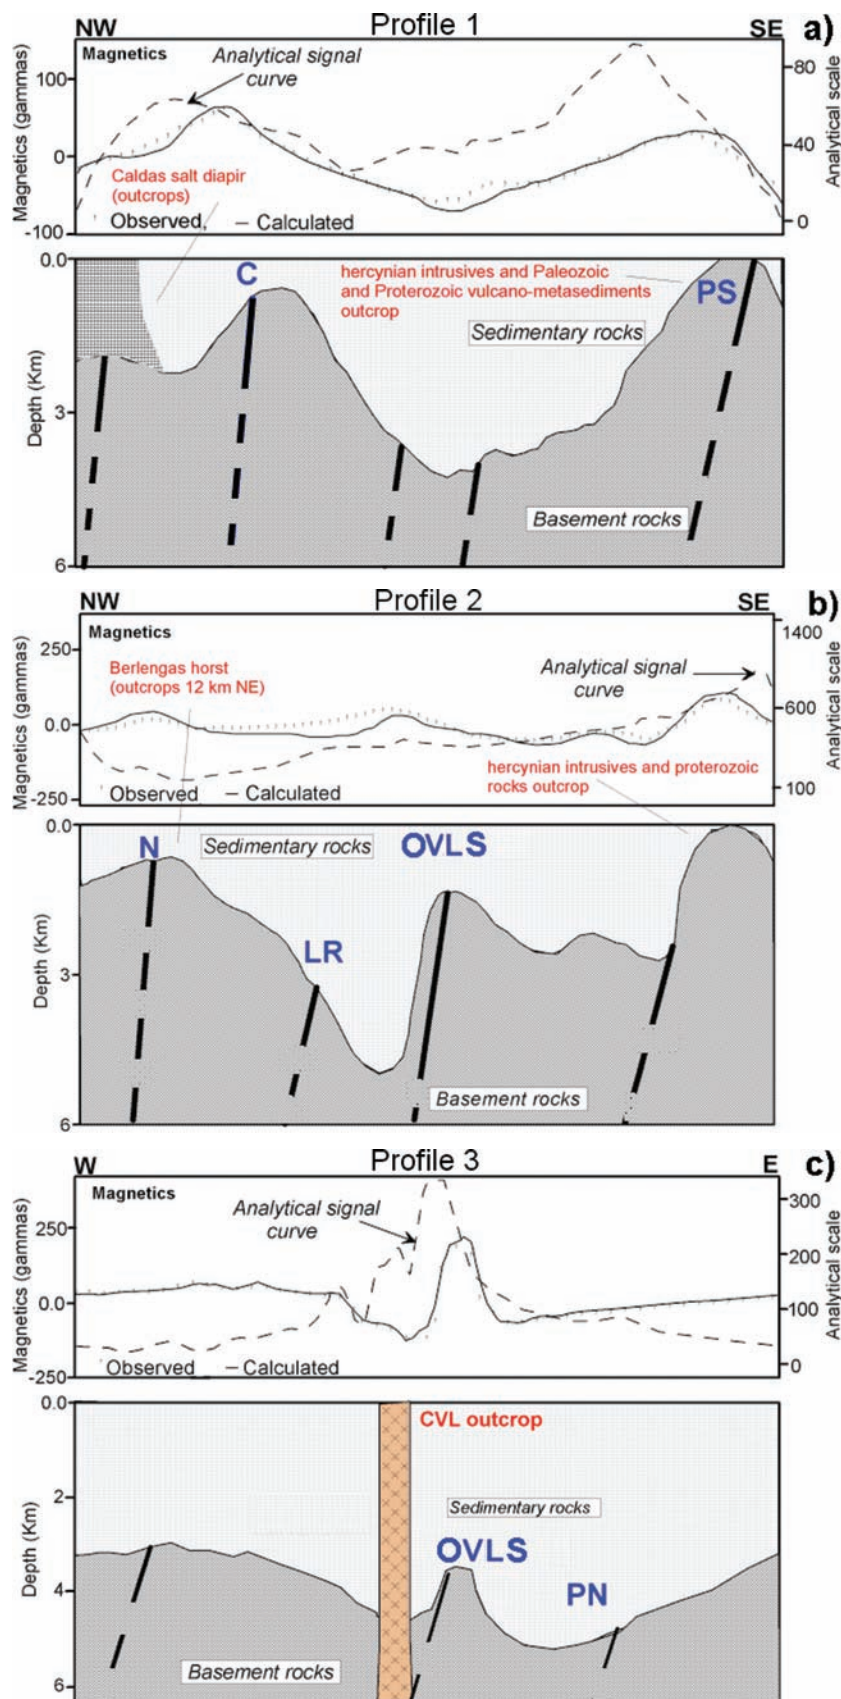 NW Profile 1 SE a)
Magnetics
Analytical signal
curve
100
0
-100
Magnetics (gammas)
80
40
0
Analytical scale
Caldas salt diapir
(outcrops)
Observed, – Calculated
0.0
3
6
Depth (Km)
C
hercynian intrusives and Paleozoic
and Proterozoic vulcano-metasediments
outcrop
PS
Sedimentary rocks
Basement rocks
NW Profile 2 SE b)
Magnetics
250
0.0
-250
Magnetics (gammas)
1400
600
100
Analytical scale
Berlengas horst
(outcrops 12 km NE)
Analytical signal
curve
hercynian intrusives and proterozoic
rocks outcrop
Observed – Calculated
0.0
3
6
Depth (Km)
N
Sedimentary rocks
OVLS
LR
Basement rocks
W Profile 3 E c)
Magnetics
Analytical signal
curve
250
0.0
-250
Magnetics (gammas)
300
200
100
0
Analytical scale
Observed – Calculated
0.0
2
4
6
Depth (Km)
CVL outcrop
Sedimentary rocks
OVLS
PN
Basement rocks